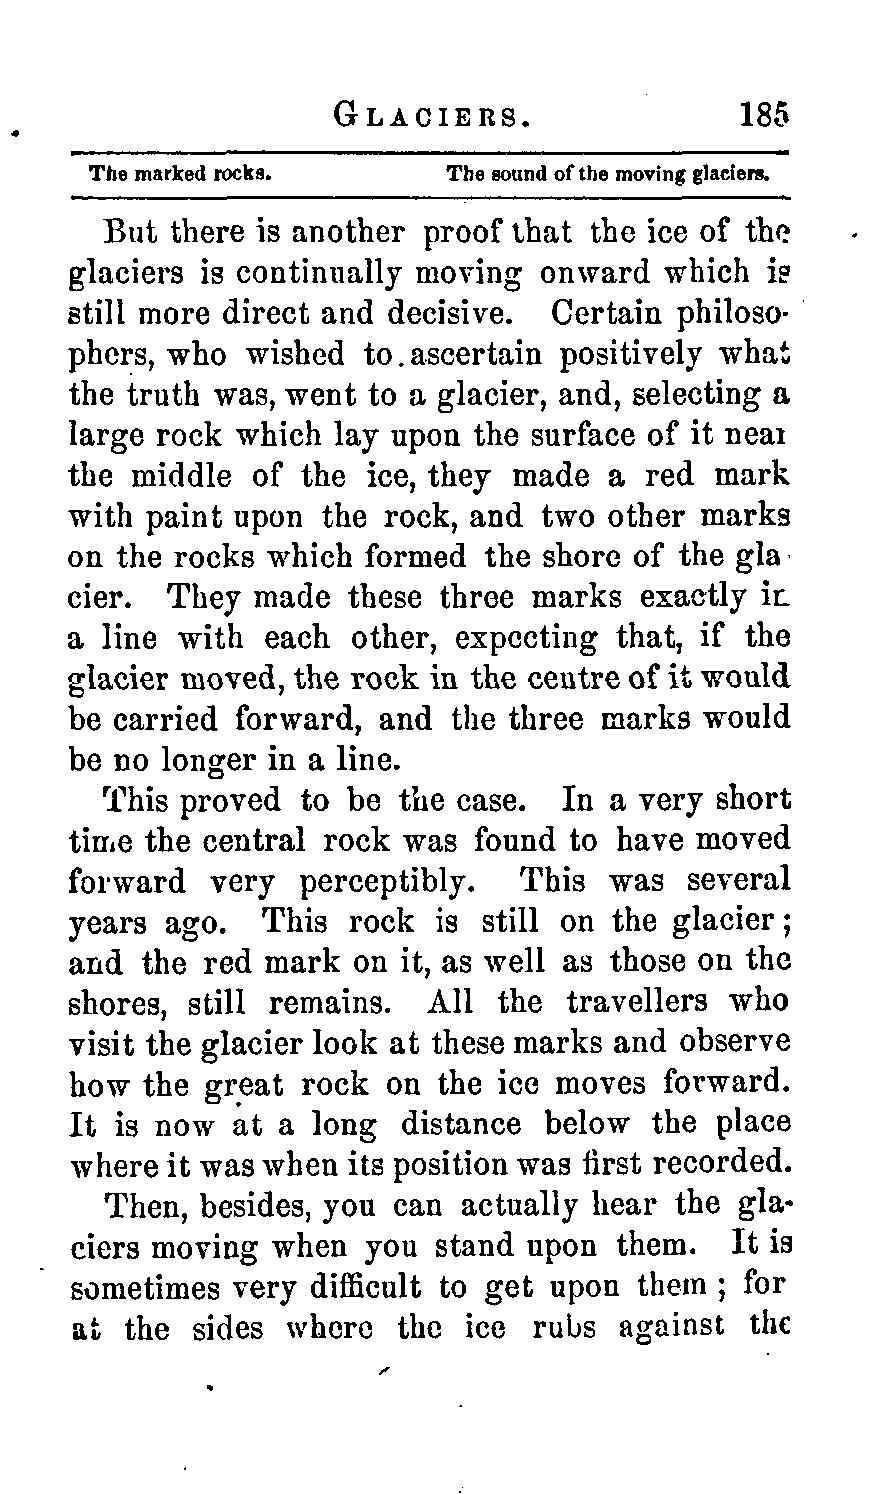 GLACIERS. 185
The marked rocks. The sound of the moving glaciers.
But there is another proof that the ice of the
glaciers is continually moving onward which is
still more direct and decisive. Certain philoso-
phers, who wished to ascertain positively what
the truth was, went to a glacier, and, selecting a
large rock which lay upon the surface of it near
the middle of the ice, they made a red mark
with paint upon the rock, and two other marks
on the rocks which formed the shore of the gla-
cier. They made these three marks exactly in
a line with each other, expecting that, if the
glacier moved, the rock in the centre of it would
be carried forward, and the three marks would
be no longer in a line.
This proved to be the case. In a very short
time the central rock was found to have moved
forward very perceptibly. This was several
years ago. This rock is still on the glacier;
and the red mark on it, as well as those on the
shores, still remains. All the travellers who
visit the glacier look at these marks and observe
how the great rock on the ice moves forward.
It is now at a long distance below the place
where it was when its position was first recorded.
Then, besides, you can actually hear the gla-
ciers moving when you stand upon them. It is
sometimes very difficult to get upon them; for
at the sides where the ice rubs against the